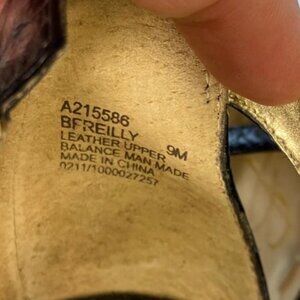 A215586
BFREILLY 9M
LEATHER UPPER
BALANCE MAN MADE
MADE IN CHINA
0211/1000027257